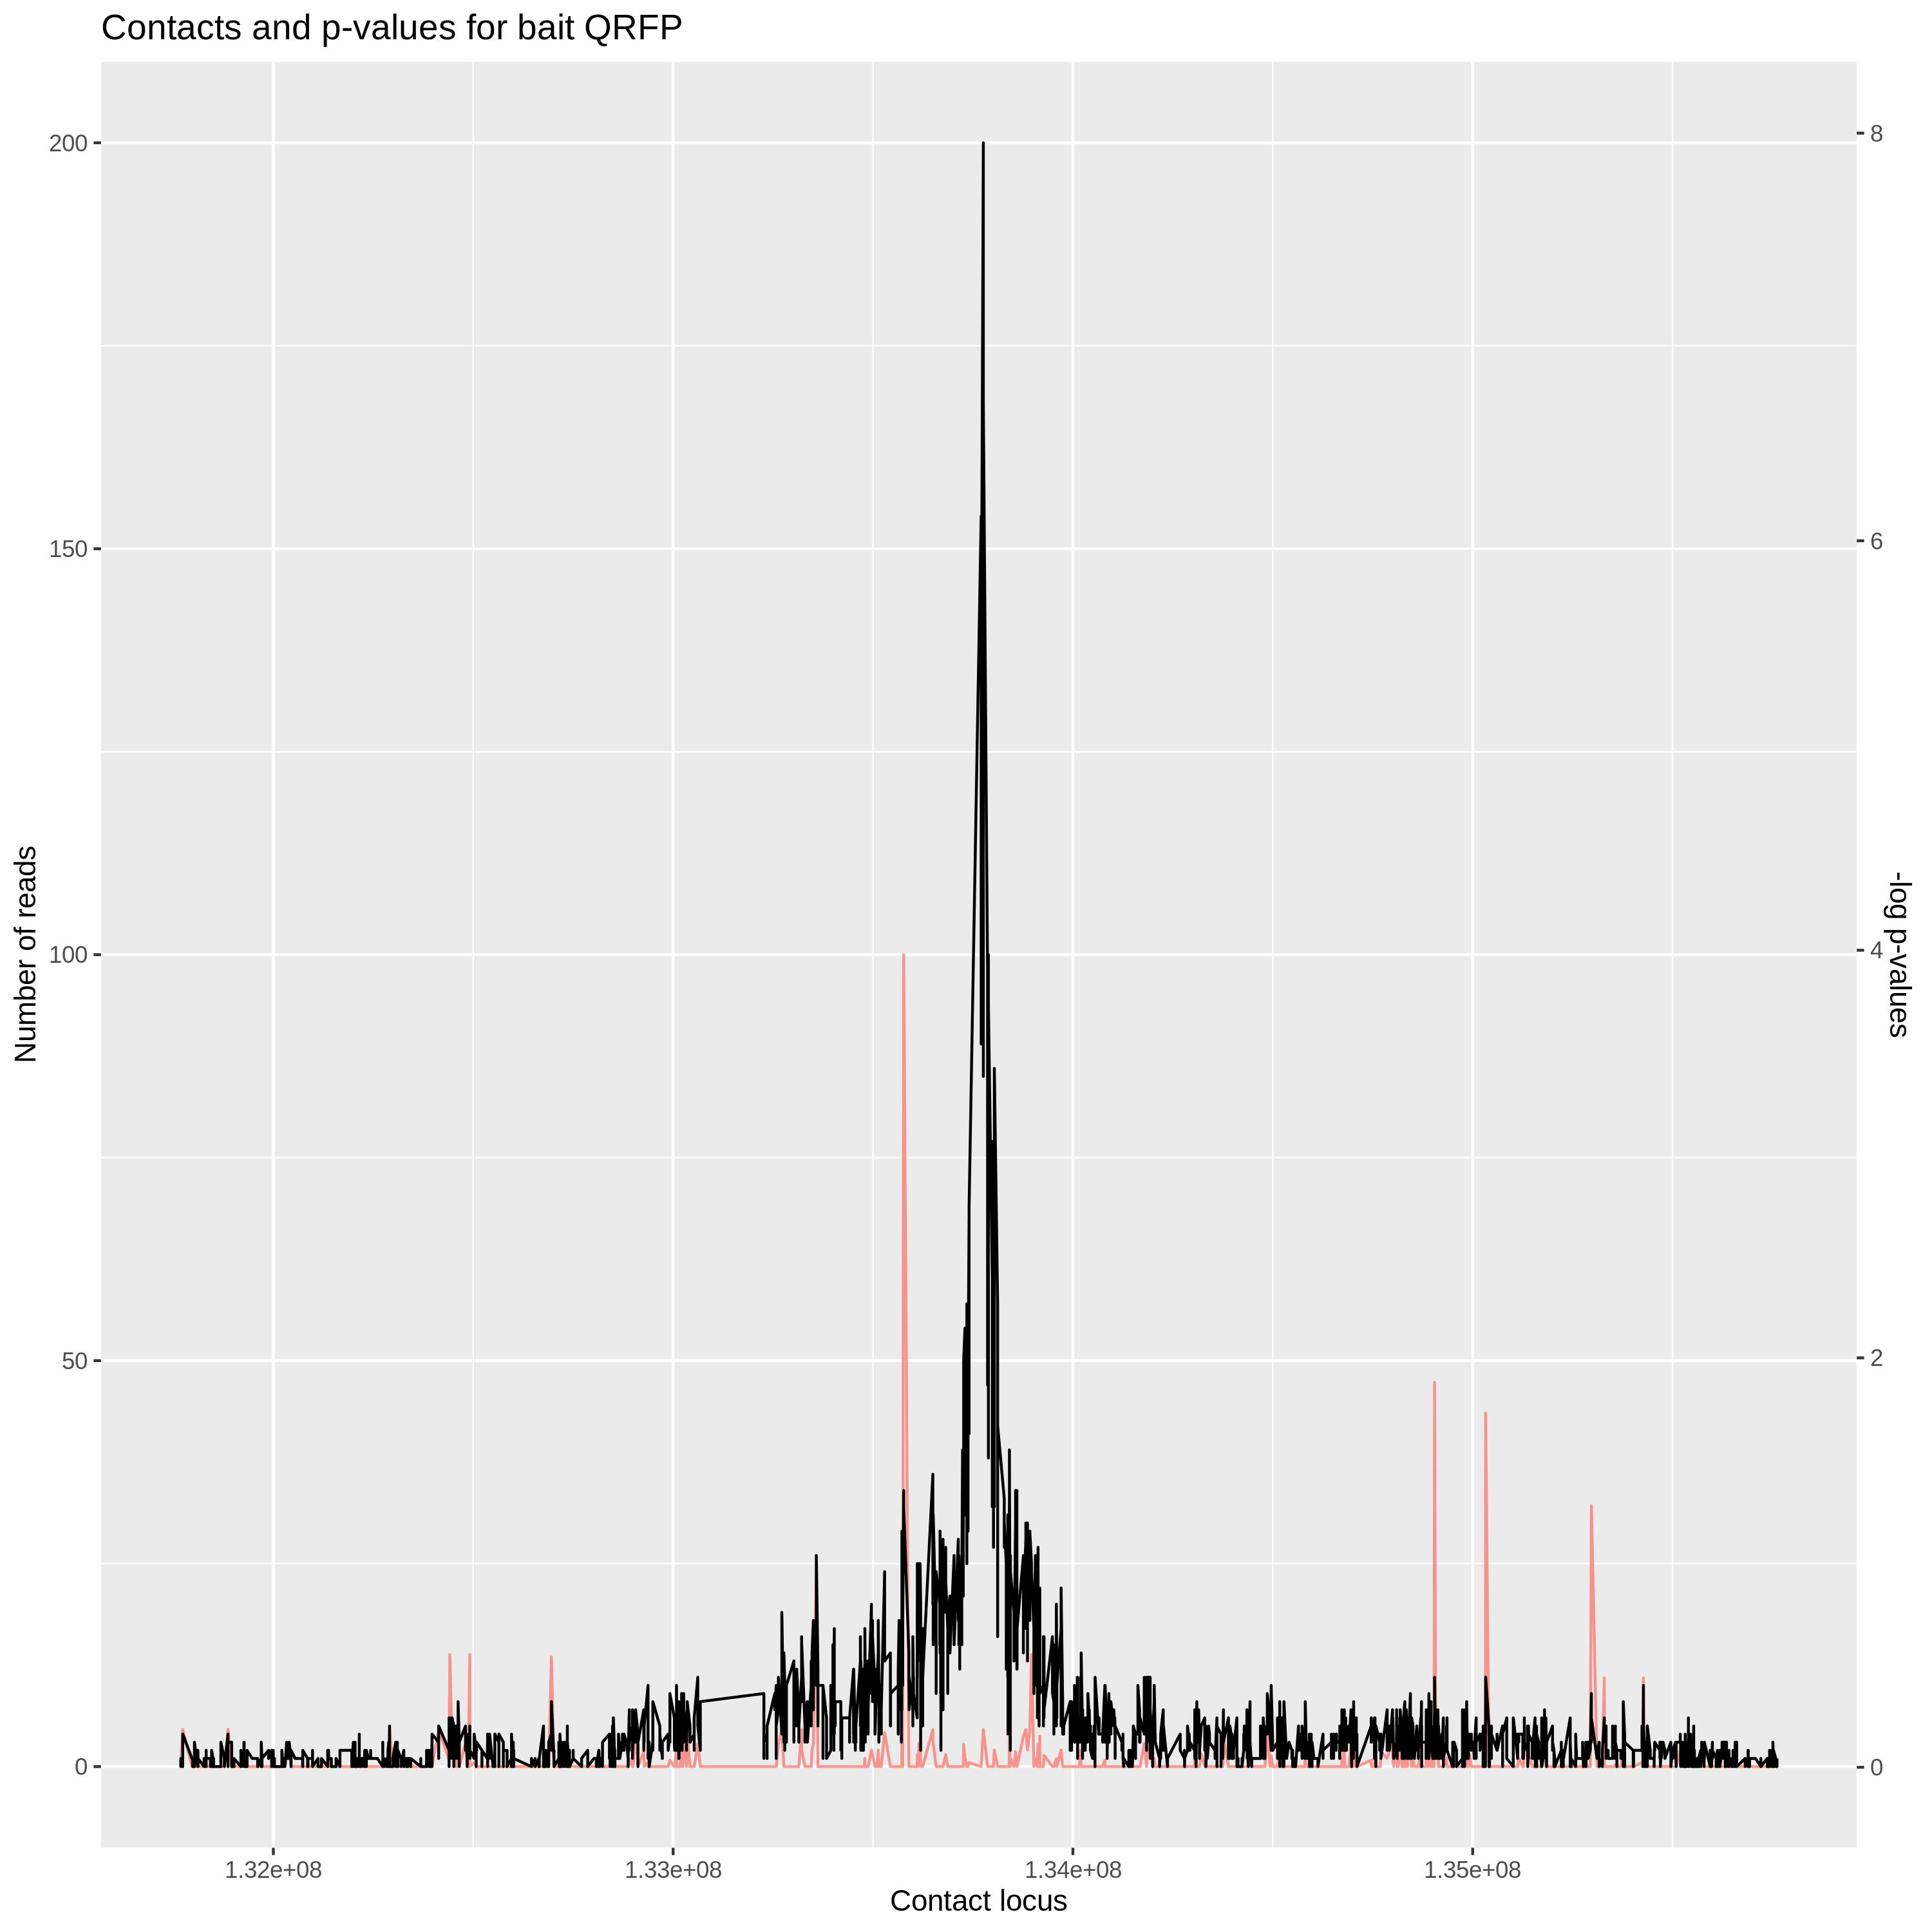 Contacts and p-values for bait QRFP
200
150
100
50
0
Number of reads
8
6
4
2
0
-log p-values
1.32e+08
1.33e+08
1.34e+08
1.35e+08
Contact locus